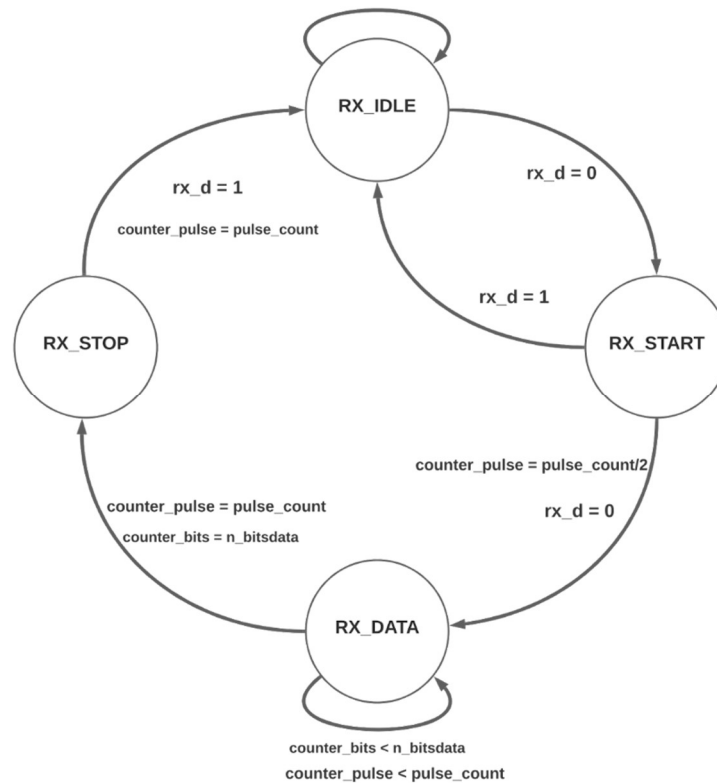 RX_IDLE
rx_d = 0
rx_d = 1
counter_pulse = pulse_count
rx_d = 1
RX_STOP
RX_START
counter_pulse = pulse_count/2
rx_d = 0
counter_pulse = pulse_count
counter_bits = n_bitsdata
RX_DATA
counter_bits < n_bitsdata
counter_pulse < pulse_count